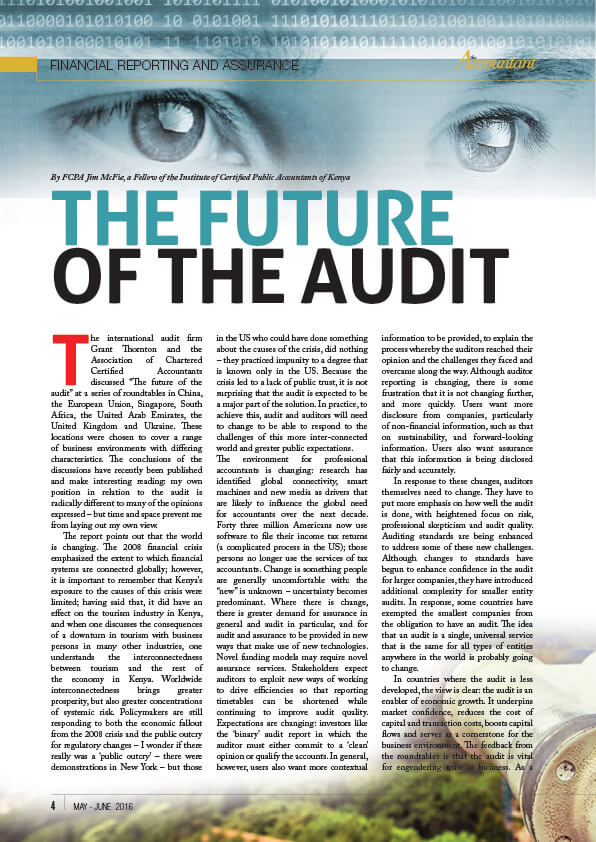 FINANCIAL REPORTING AND ASSURANCE
the Accountant
By FCPA Jim McFie, a Fellow of the Institute of Certified Public Accountants of Kenya
THE FUTURE
OF THE AUDIT
The international audit firm
Grant Thornton and the
Association of Chartered
Certified Accountants
discussed "The future of the
audit" at a series of roundtables in China,
the European Union, Singapore, South
Africa, the United Arab Emirates, the
United Kingdom and Ukraine. These
locations were chosen to cover a range
of business environments with differing
characteristics. The conclusions of the
discussions have recently been published
and make interesting reading: my own
position in relation to the audit is
radically different to many of the opinions
expressed – but time and space prevent me
from laying out my own view.
The report points out that the world
is changing. The 2008 financial crisis
emphasized the extent to which financial
systems are connected globally; however,
it is important to remember that Kenya's
exposure to the causes of this crisis were
limited; having said that, it did have an
effect on the tourism industry in Kenya,
and when one discusses the consequences
of a downturn in tourism with business
persons in many other industries, one
understands the interconnectedness
between tourism and the rest of
the economy in Kenya. Worldwide
interconnectedness brings greater
prosperity, but also greater concentrations
of systemic risk. Policymakers are still
responding to both the economic fallout
from the 2008 crisis and the public outcry
for regulatory changes – I wonder if there
really was a 'public outcry' – there were
demonstrations in New York – but those
in the US who could have done something
about the causes of the crisis, did nothing
– they practiced impunity to a degree that
is known only in the US. Because the
crisis led to a lack of public trust, it is not
surprising that the audit is expected to be
a major part of the solution. In practice, to
achieve this, audit and auditors will need
to change to be able to respond to the
challenges of this more inter-connected
world and greater public expectations.
The environment for professional
accountants is changing: research has
identified global connectivity, smart
machines and new media as drivers that
are likely to influence the global need
for accountants over the next decade.
Forty three million Americans now use
software to file their income tax returns
(a complicated process in the US); those
persons no longer use the services of tax
accountants. Change is something people
are generally uncomfortable with: the
"new" is unknown – uncertainty becomes
predominant. Where there is change,
there is greater demand for assurance in
general and audit in particular, and for
audit and assurance to be provided in new
ways that make use of new technologies.
Novel funding models may require novel
assurance services. Stakeholders expect
auditors to exploit new ways of working
to drive efficiencies so that reporting
timetables can be shortened while
continuing to improve audit quality.
Expectations are changing: investors like
the 'binary' audit report in which the
auditor must either commit to a 'clean'
opinion or qualify the accounts. In general,
however, users also want more contextual
information to be provided, to explain the
process whereby the auditors reached their
opinion and the challenges they faced and
overcame along the way. Although auditor
reporting is changing, there is some
frustration that it is not changing further,
and more quickly. Users want more
disclosure from companies, particularly
of non-financial information, such as that
on sustainability, and forward-looking
information. Users also want assurance
that this information is being disclosed
fairly and accurately.
In response to these changes, auditors
themselves need to change. They have to
put more emphasis on how well the audit
is done, with heightened focus on risk,
professional skepticism and audit quality.
Auditing standards are being enhanced
to address some of these new challenges.
Although changes to standards have
begun to enhance confidence in the audit
for larger companies, they have introduced
additional complexity for smaller entity
audits. In response, some countries have
exempted the smallest companies from
the obligation to have an audit. The idea
that an audit is a single, universal service
that is the same for all types of entities
anywhere in the world is probably going
to change.
In countries where the audit is less
developed, the view is clear: the audit is an
enabler of economic growth. It underpins
market confidence, reduces the cost of
capital and transaction costs, boosts capital
flows and serves as a cornerstone for the
business environment. The feedback from
the roundtables is that the audit is vital
for engendering trust in business. As a
4 MAY - JUNE 2016